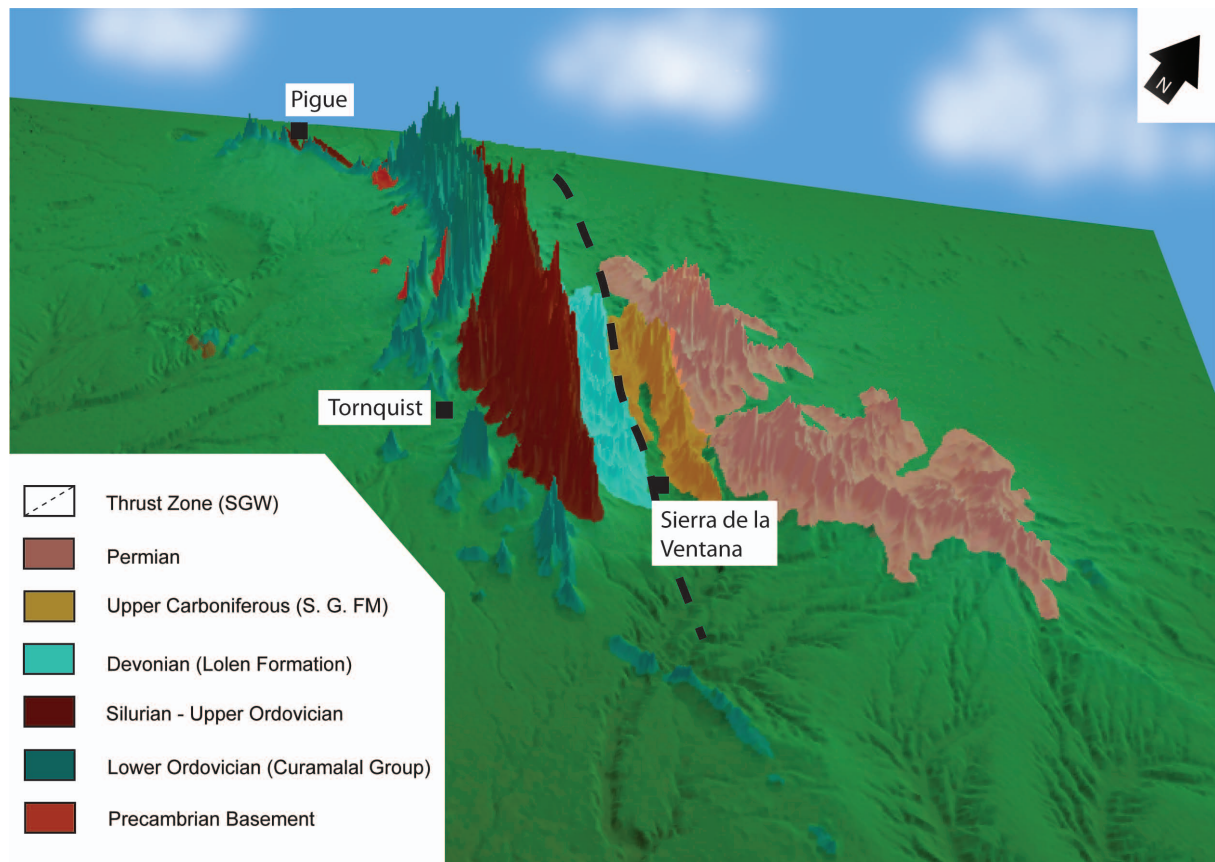 N
Pigue
Tornquist
Sierra de la
Ventana
Thrust Zone (SGW)
Permian
Upper Carboniferous (S. G. FM)
Devonian (Lolen Formation)
Silurian - Upper Ordovician
Lower Ordovician (Curamalal Group)
Precambrian Basement